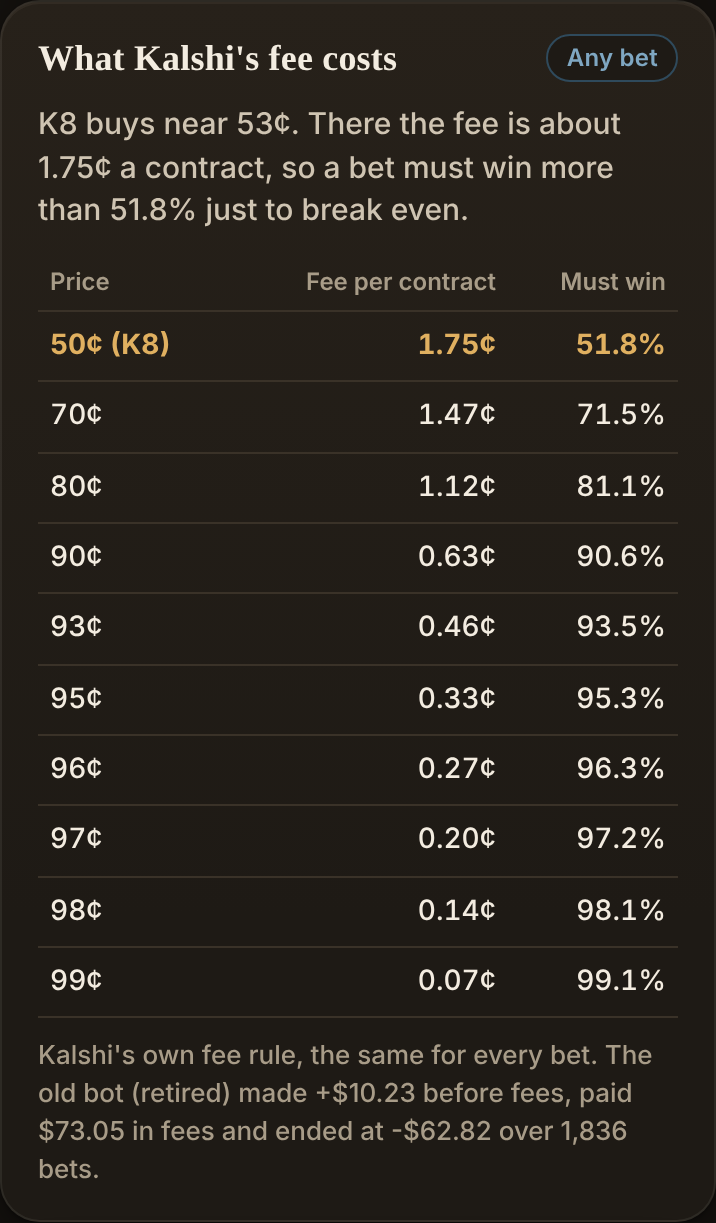 What Kalshi's fee costs
Any bet
K8 buys near 53¢. There the fee is about
1.75¢ a contract, so a bet must win more
than 51.8% just to break even.
Price Fee per contract Must win
50¢ (K8) 1.75¢ 51.8%
70¢ 1.47¢ 71.5%
80¢ 1.12¢ 81.1%
90¢ 0.63¢ 90.6%
93¢ 0.46¢ 93.5%
95¢ 0.33¢ 95.3%
96¢ 0.27¢ 96.3%
97¢ 0.20¢ 97.2%
98¢ 0.14¢ 98.1%
99¢ 0.07¢ 99.1%
Kalshi's own fee rule, the same for every bet. The
old bot (retired) made +$10.23 before fees, paid
$73.05 in fees and ended at -$62.82 over 1,836
bets.